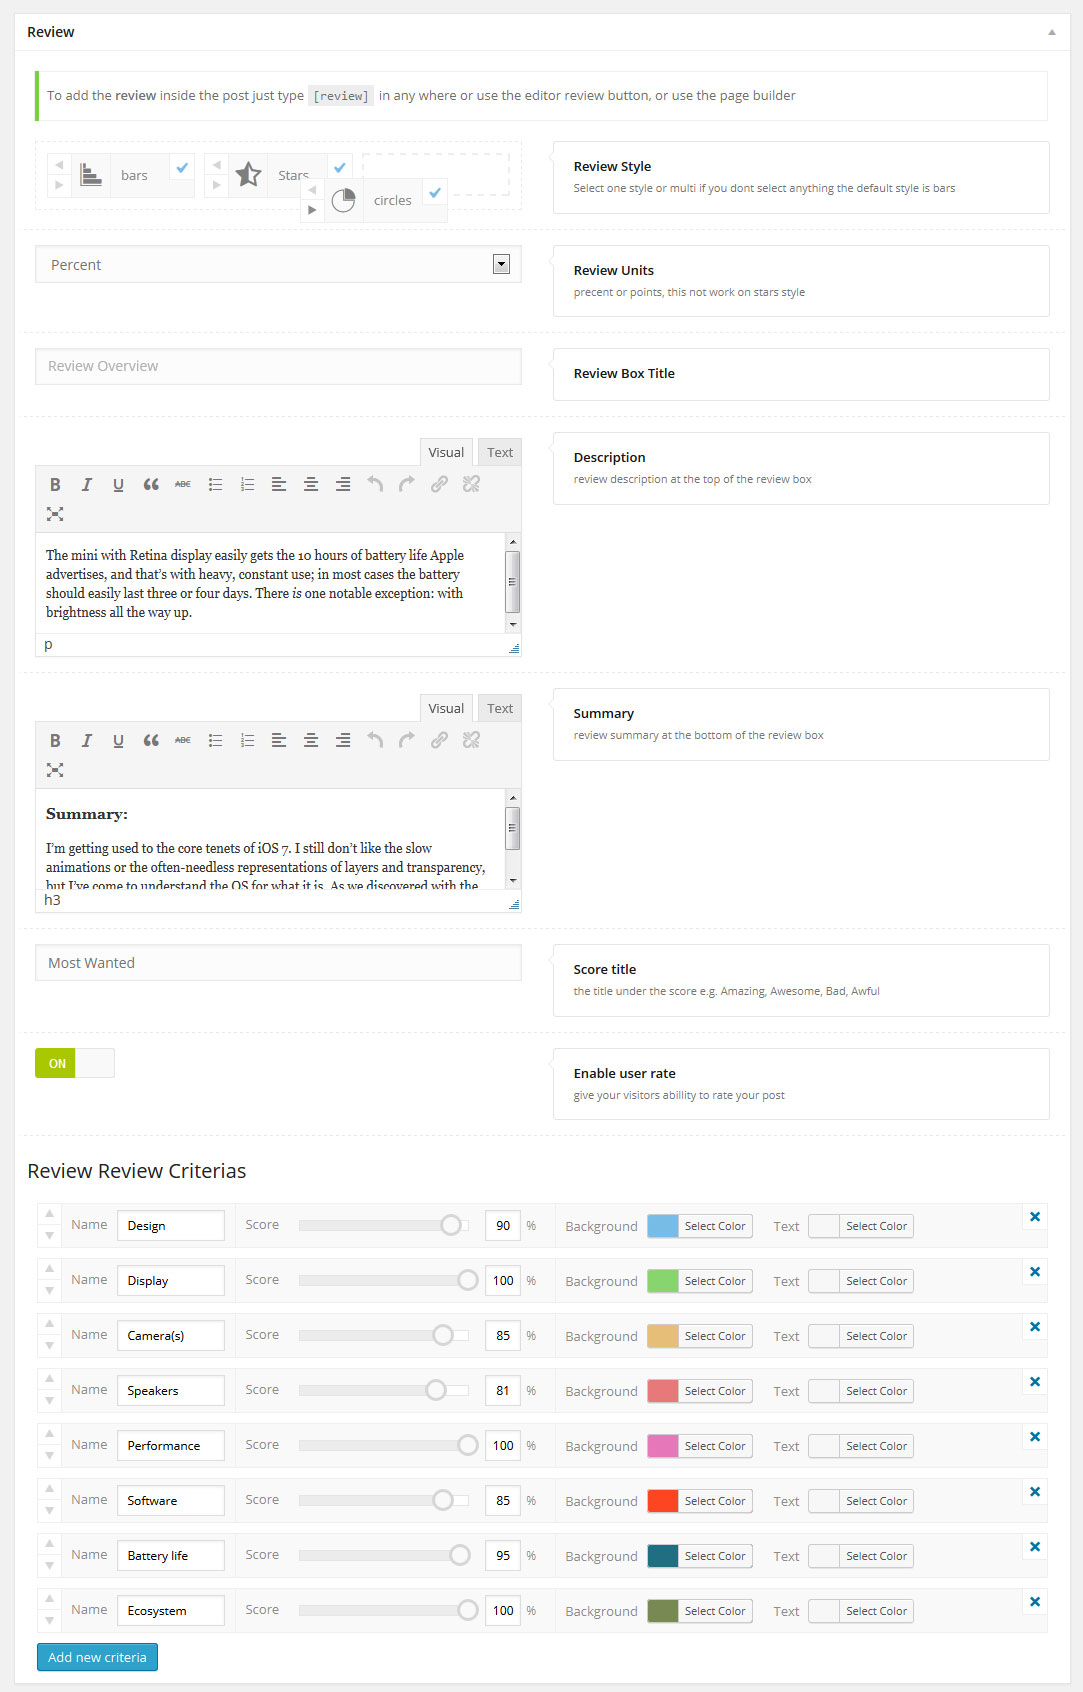 Review
To add the review inside the post just type [review] in any where or use the editor review button, or use the page builder
bars
Stars
circles
Review Style
Select one style or multi if you dont select anything the default style is bars
Percent
Review Units
precent or points, this not work on stars style
Review Overview
Review Box Title
Visual Text
Description
review description at the top of the review box
B I U ABC
The mini with Retina display easily gets the 10 hours of battery life Apple
advertises, and that's with heavy, constant use; in most cases the battery
should easily last three or four days. There is one notable exception: with
brightness all the way up.
p
Visual Text
Summary
review summary at the bottom of the review box
B I U ABC
Summary:
I'm getting used to the core tenets of iOS 7. I still don't like the slow
animations or the often-needless representations of layers and transparency,
but I've come to understand the OS for what it is. As we discovered with the
h3
Most Wanted
Score title
the title under the score e.g. Amazing, Awesome, Bad, Awful
ON
Enable user rate
give your visitors abillity to rate your post
Review Review Criterias
Name Design Score 90 % Background Select Color Text Select Color
Name Display Score 100 % Background Select Color Text Select Color
Name Camera(s) Score 85 % Background Select Color Text Select Color
Name Speakers Score 81 % Background Select Color Text Select Color
Name Performance Score 100 % Background Select Color Text Select Color
Name Software Score 85 % Background Select Color Text Select Color
Name Battery life Score 95 % Background Select Color Text Select Color
Name Ecosystem Score 100 % Background Select Color Text Select Color
Add new criteria